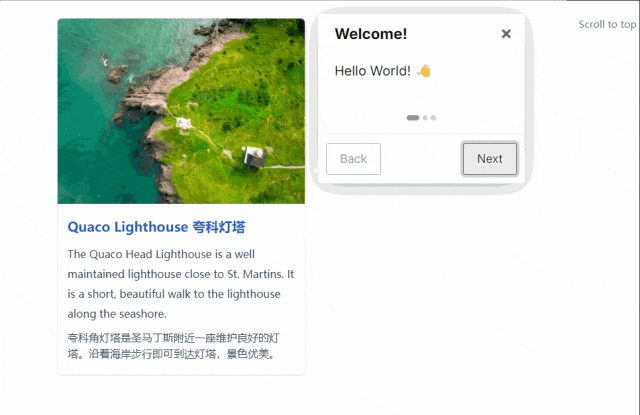 Scroll to top
Welcome!
Hello World! 👋
Back
Next
Quaco Lighthouse 夸科灯塔
The Quaco Head Lighthouse is a well
maintained lighthouse close to St. Martins. It
is a short, beautiful walk to the lighthouse
along the seashore.
夸科角灯塔是圣马丁斯附近一座维护良好的灯
塔。沿着海岸步行即可到达灯塔，景色优美。